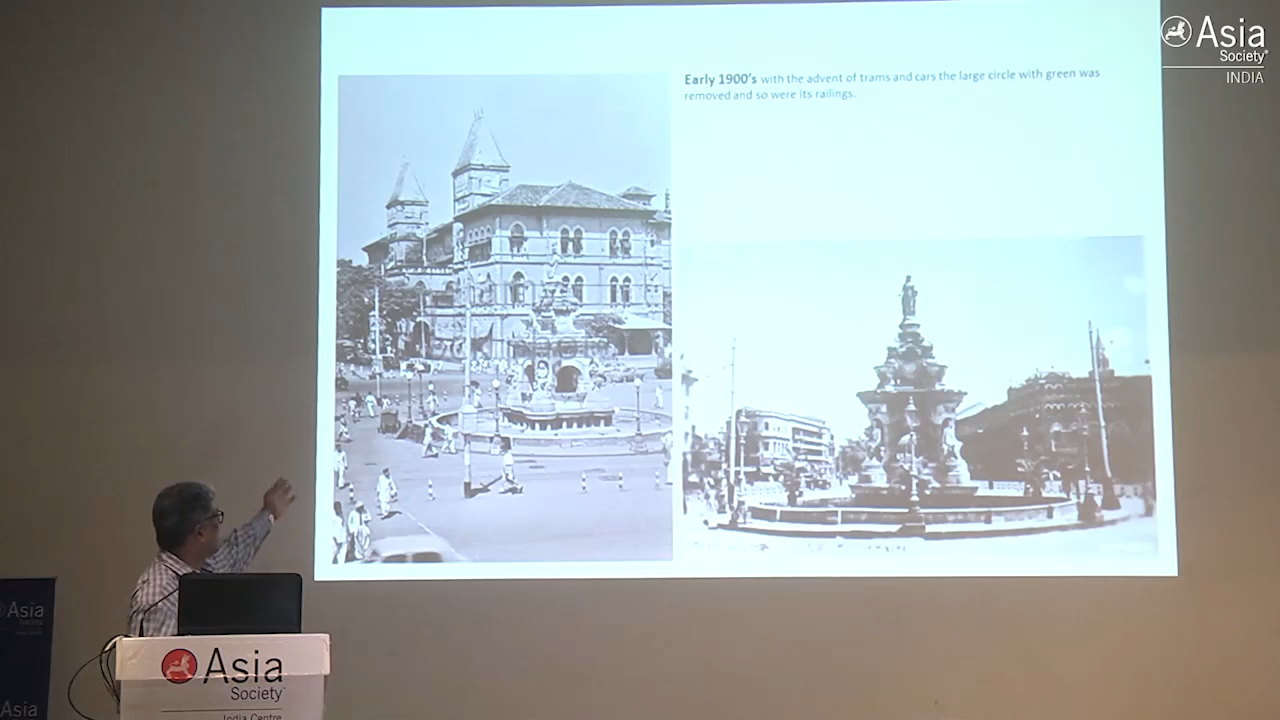 Early 1900's with the advent of trams and cars the large circle with green was
removed and so were its railings.
Asia
Society
INDIA
Asia
Society
Asia
Asia
Society
India Centre